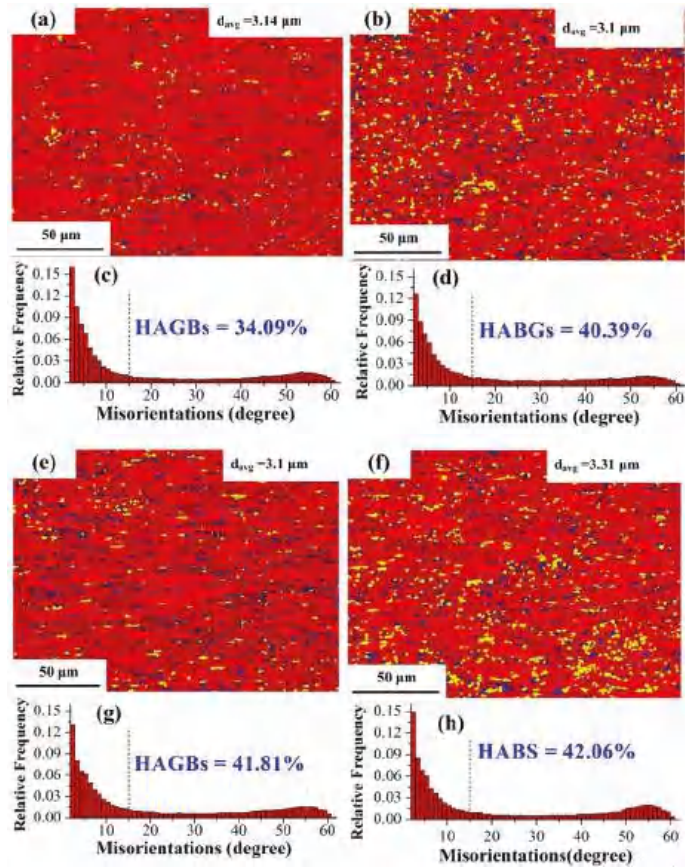 (a) d_avg =3.14 μm
(b) d_avg =3.1 μm
50 μm
50 μm
(c)
HAGBs = 34.09%
Relative Frequency
0.15
0.12
0.09
0.06
0.03
0.00
10 20 30 40 50 60
Misorientations (degree)
(d)
HABGs = 40.39%
Relative Frequency
0.15
0.12
0.09
0.06
0.03
0.00
10 20 30 40 50 60
Misorientations (degree)
(e) d_avg =3.1 μm
(f) d_avg =3.31 μm
50 μm
50 μm
(g)
HAGBs = 41.81%
Relative Frequency
0.15
0.12
0.09
0.06
0.03
0.00
10 20 30 40 50 60
Misorientations (degree)
(h)
HABS = 42.06%
Relative Frequency
0.15
0.12
0.09
0.06
0.03
0.00
10 20 30 40 50 60
Misorientations(degree)